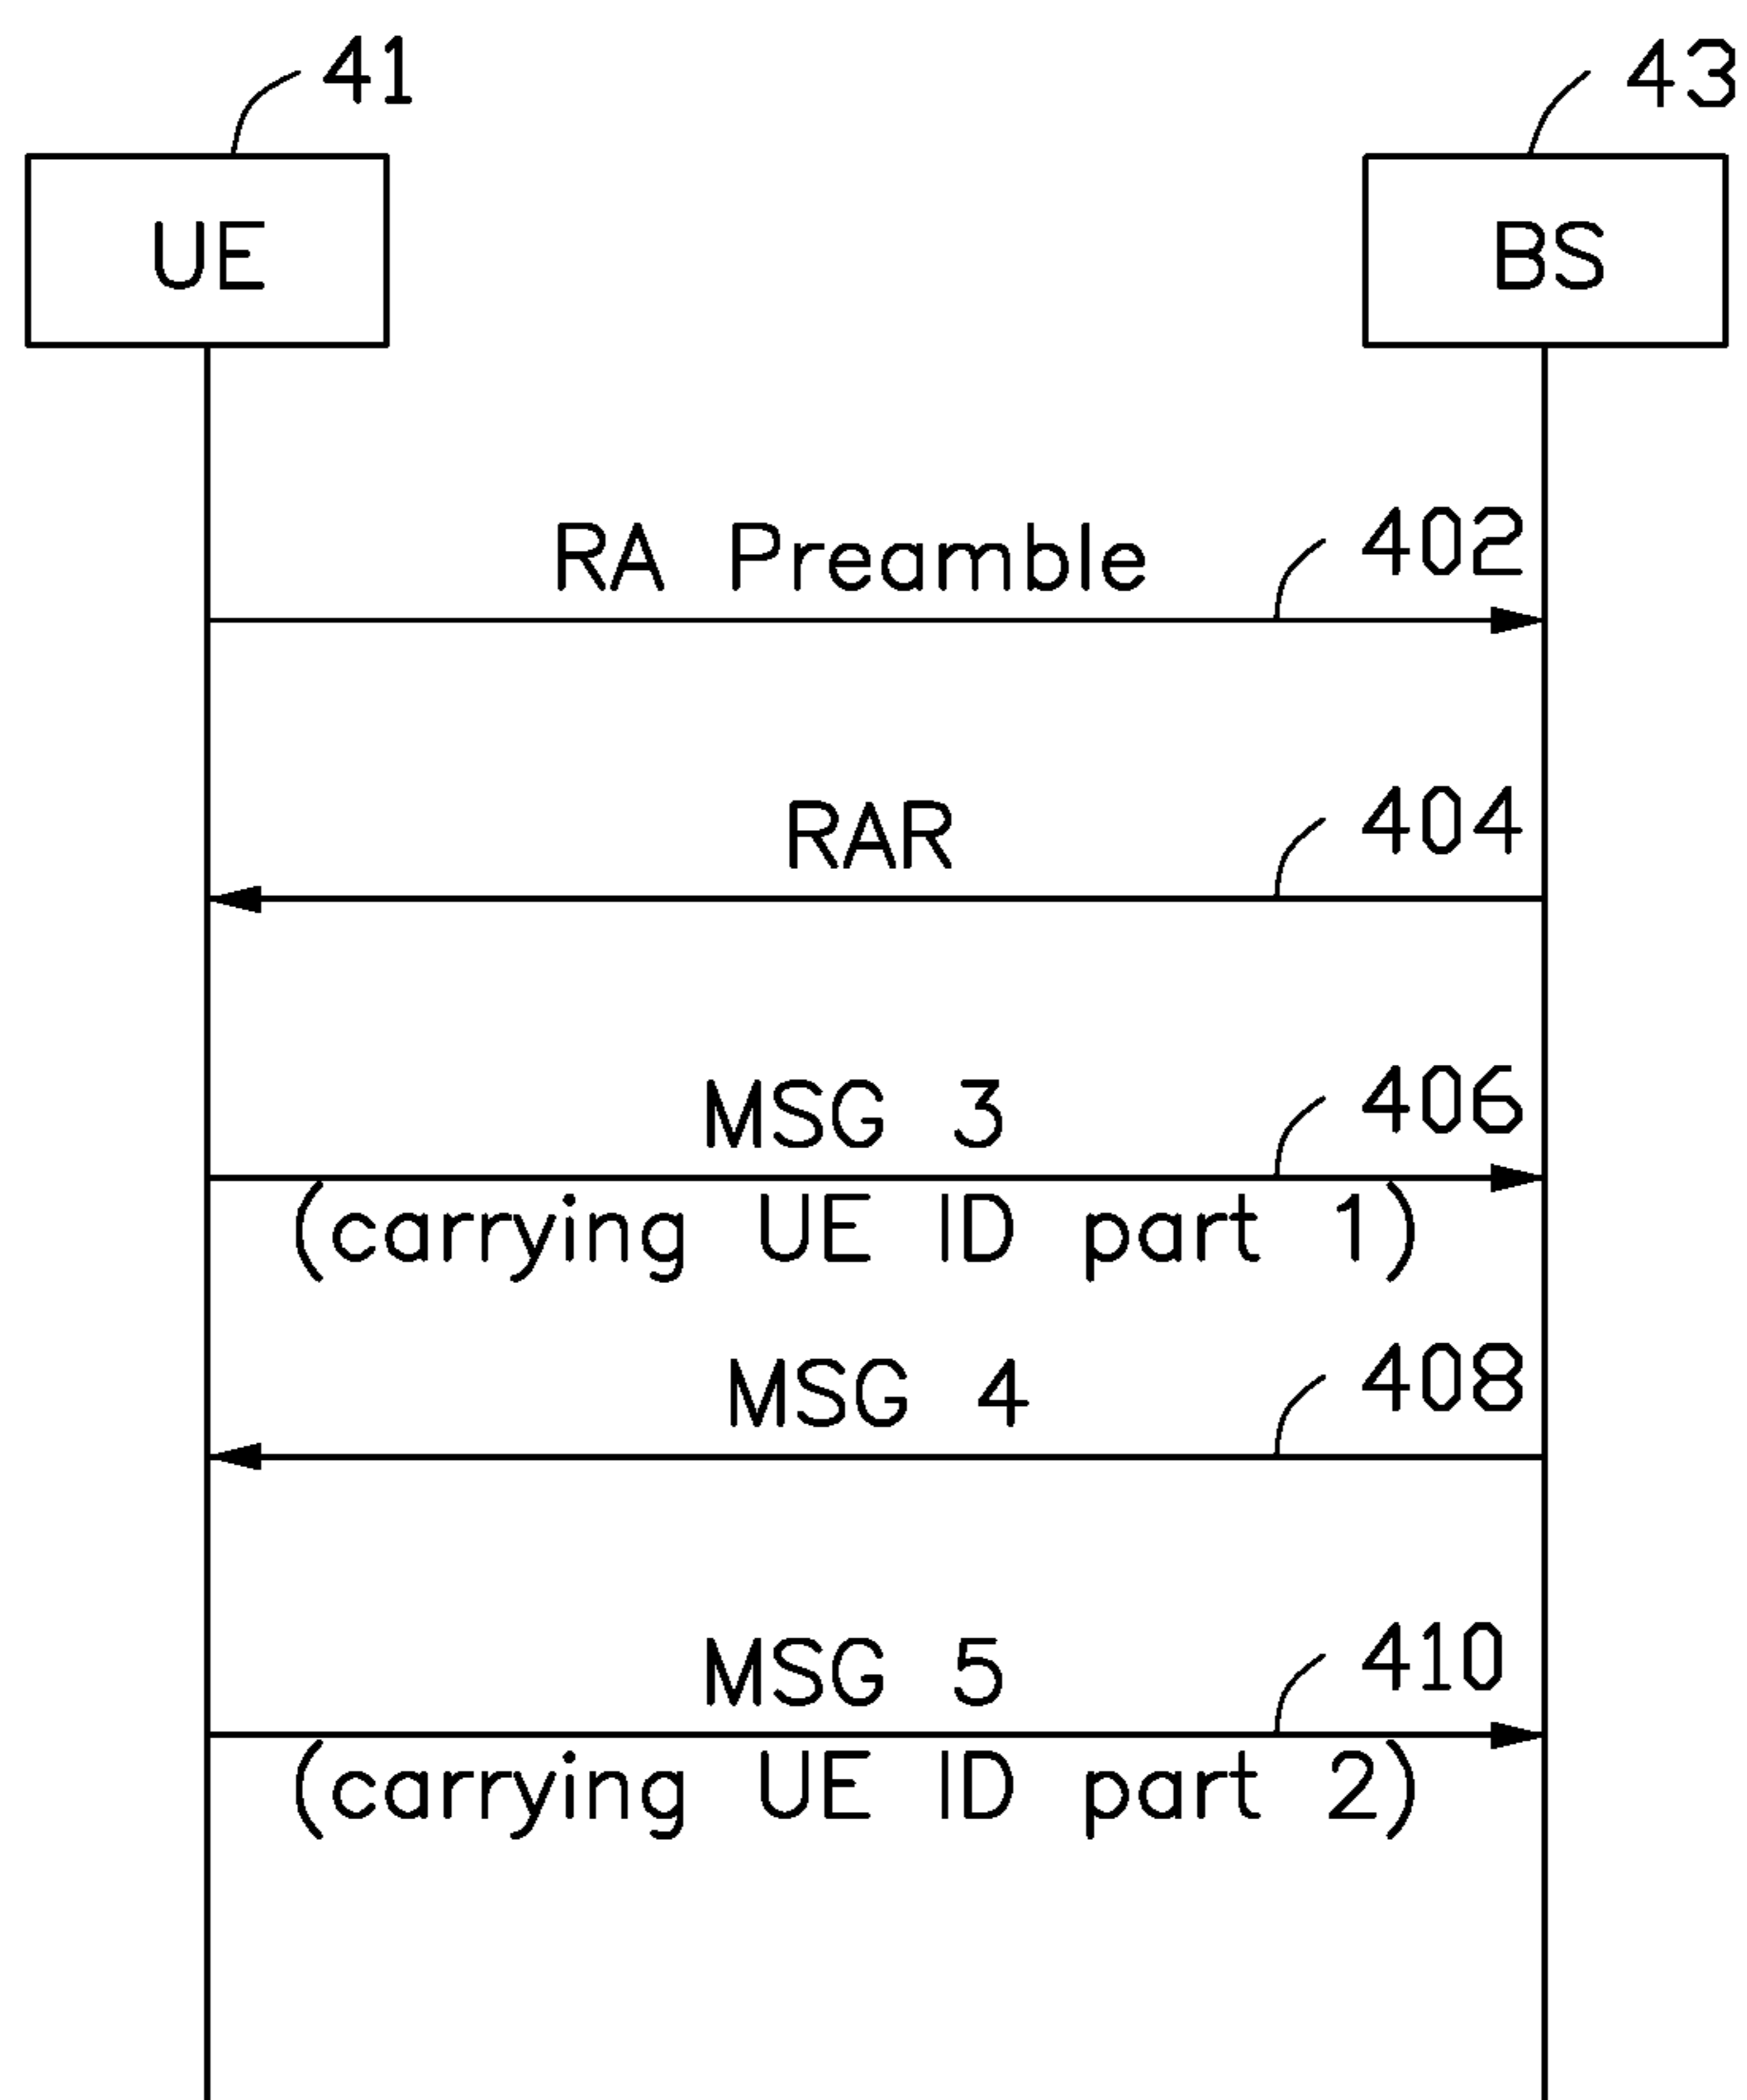 41
43
UE
BS
RA Preamble
402
RAR
404
MSG 3
406
(carrying UE ID part 1)
MSG 4
408
MSG 5
410
(carrying UE ID part 2)